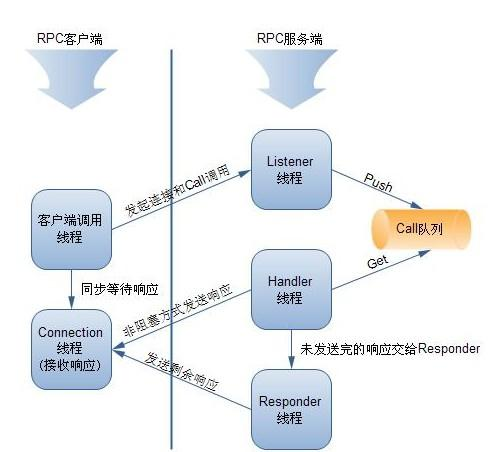 RPC客户端
RPC服务端
Listener
线程
发起连接和Call调用
Push
客户端调用
线程
Call队列
Get
同步等待响应
Handler
线程
非阻塞方式发送响应
Connection
线程
(接收响应)
未发送完的响应交给Responder
发送剩余响应
Responder
线程